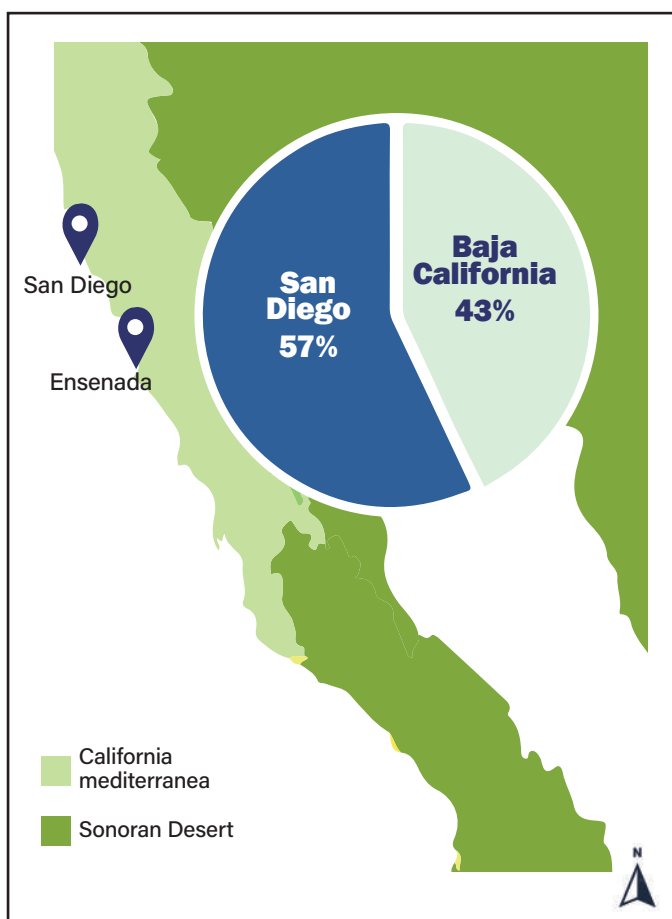 San Diego
Ensenada
San
Diego
57%
Baja
California
43%
California
mediterranea
Sonoran Desert
N